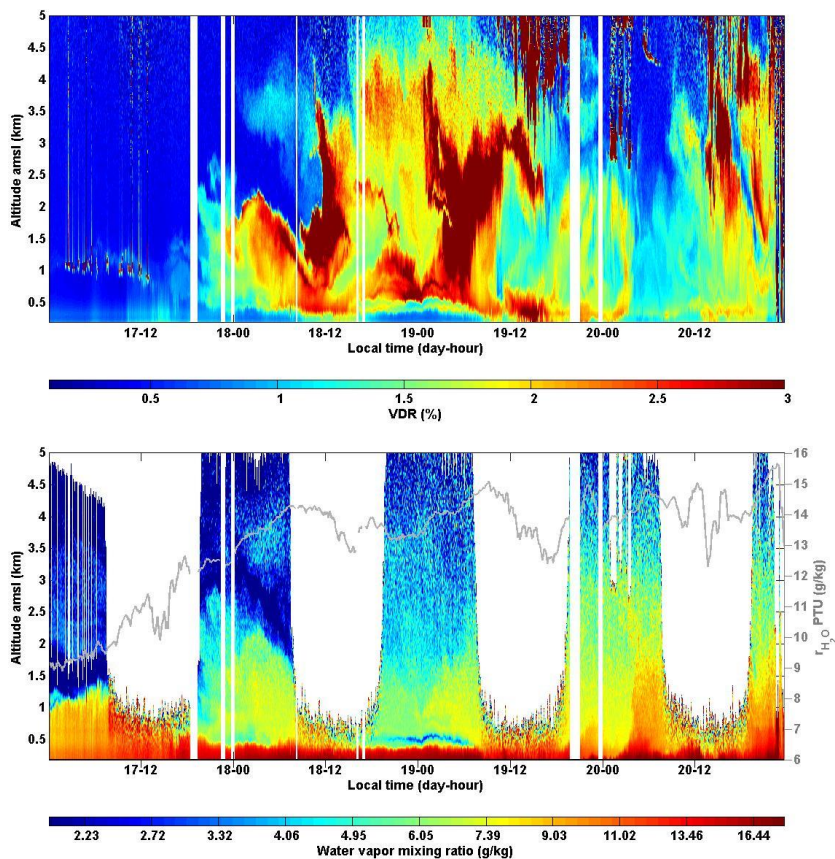 5
4.5
4
3.5
3
2.5
2
1.5
1
0.5
Altitude amsl (km)
17-12 18-00 18-12 19-00 19-12 20-00 20-12
Local time (day-hour)
0.5 1 1.5 2 2.5 3
VDR (%)
5
4.5
4
3.5
3
2.5
2
1.5
1
0.5
Altitude amsl (km)
16
15
14
13
12
11
10
9
8
7
6
rH2O PTU (g/kg)
17-12 18-00 18-12 19-00 19-12 20-00 20-12
Local time (day-hour)
2.23 2.72 3.32 4.06 4.95 6.05 7.39 9.03 11.02 13.46 16.44
Water vapor mixing ratio (g/kg)